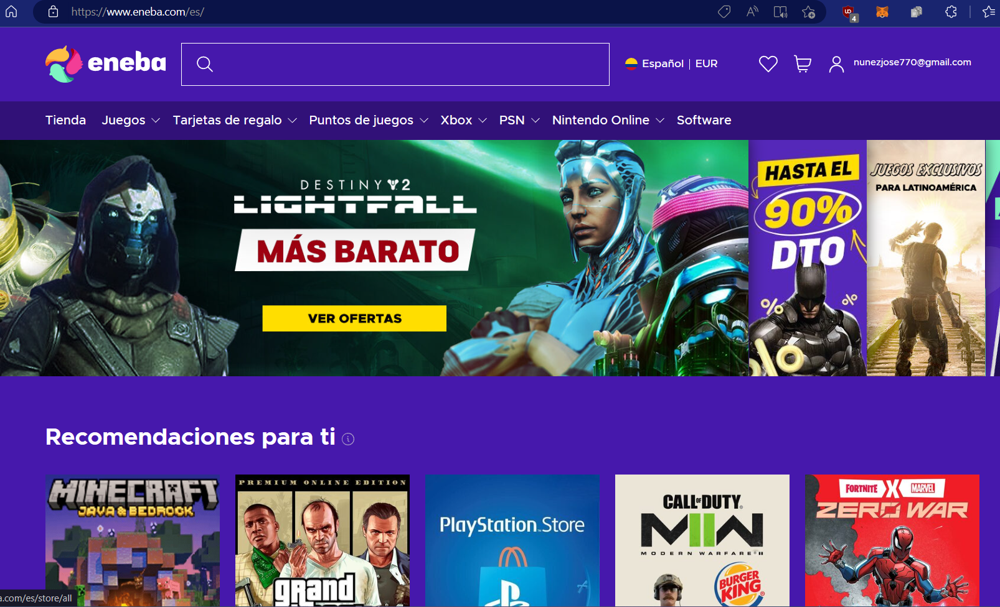 https://www.eneba.com/es/
4
eneba
Español | EUR
nunezjose770@gmail.com
Tienda Juegos Tarjetas de regalo Puntos de juegos Xbox PSN Nintendo Online Software
DESTINY 2
LIGHTFALL
MÁS BARATO
VER OFERTAS
HASTA EL
90%
DTO
%
%
%
JUEGOS EXCLUSIVOS
PARA LATINOAMÉRICA
Recomendaciones para ti
MINECRAFT
JAVA & BEDROCK
PREMIUM ONLINE EDITION
grand
PlayStation Store
CALL OF DUTY
MW
MODERN WARFARE II
BURGER
KING
FORTNITE X MARVEL
ZERO WAR
a.com/es/store/all